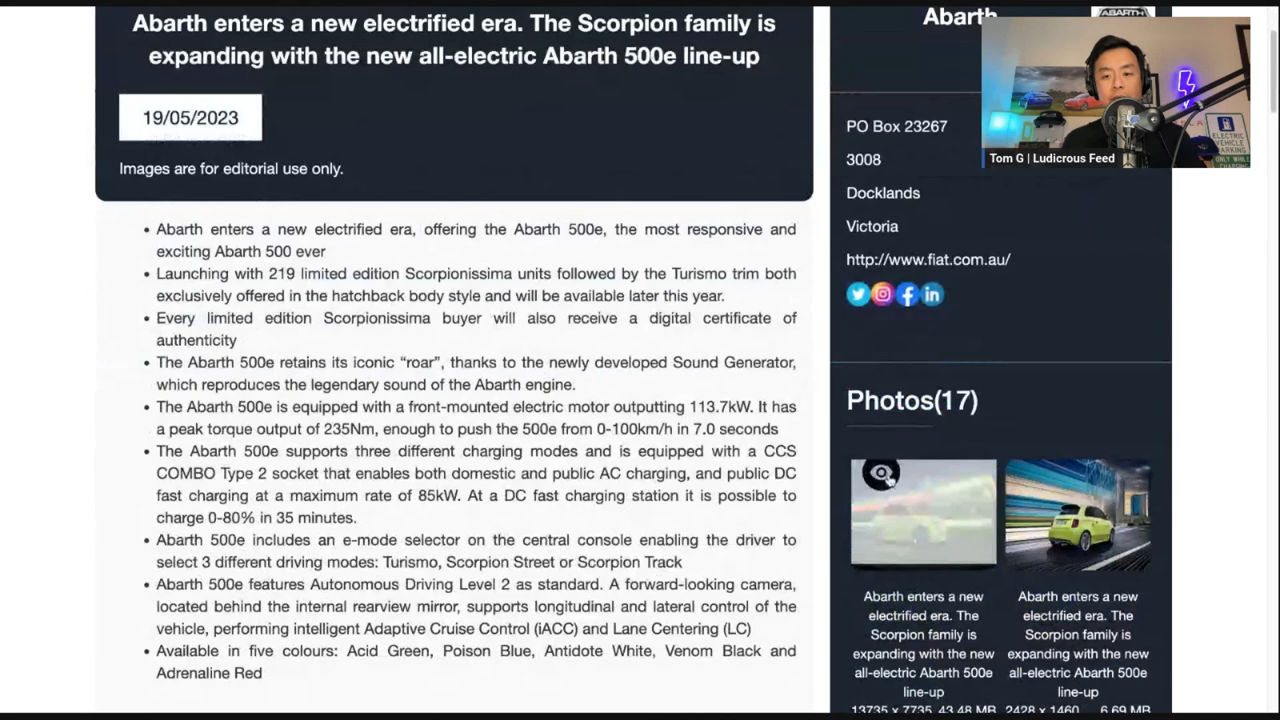 Abarth enters a new electrified era. The Scorpion family is
expanding with the new all-electric Abarth 500e line-up
19/05/2023
Images are for editorial use only.
• Abarth enters a new electrified era, offering the Abarth 500e, the most responsive and
exciting Abarth 500 ever
• Launching with 219 limited edition Scorpionissima units followed by the Turismo trim both
exclusively offered in the hatchback body style and will be available later this year.
• Every limited edition Scorpionissima buyer will also receive a digital certificate of
authenticity
• The Abarth 500e retains its iconic “roar”, thanks to the newly developed Sound Generator,
which reproduces the legendary sound of the Abarth engine.
• The Abarth 500e is equipped with a front-mounted electric motor outputting 113.7kW. It has
a peak torque output of 235Nm, enough to push the 500e from 0-100km/h in 7.0 seconds
• The Abarth 500e supports three different charging modes and is equipped with a CCS
COMBO Type 2 socket that enables both domestic and public AC charging, and public DC
fast charging at a maximum rate of 85kW. At a DC fast charging station it is possible to
charge 0-80% in 35 minutes.
• Abarth 500e includes an e-mode selector on the central console enabling the driver to
select 3 different driving modes: Turismo, Scorpion Street or Scorpion Track
• Abarth 500e features Autonomous Driving Level 2 as standard. A forward-looking camera,
located behind the internal rearview mirror, supports longitudinal and lateral control of the
vehicle, performing intelligent Adaptive Cruise Control (iACC) and Lane Centering (LC)
• Available in five colours: Acid Green, Poison Blue, Antidote White, Venom Black and
Adrenaline Red
Abarth
ABARTH
ELECTRIC
VEHICLE
PARKING
ONLY WHILE
Tom G | Ludicrous Feed
PO Box 23267
3008
Docklands
Victoria
http://www.fiat.com.au/
Photos(17)
Abarth enters a new
electrified era. The
Scorpion family is
expanding with the new
all-electric Abarth 500e
line-up
13735 x 7735 43.48 MB
Abarth enters a new
electrified era. The
Scorpion family is
expanding with the new
all-electric Abarth 500e
line-up
2428 x 1460 6.69 MB